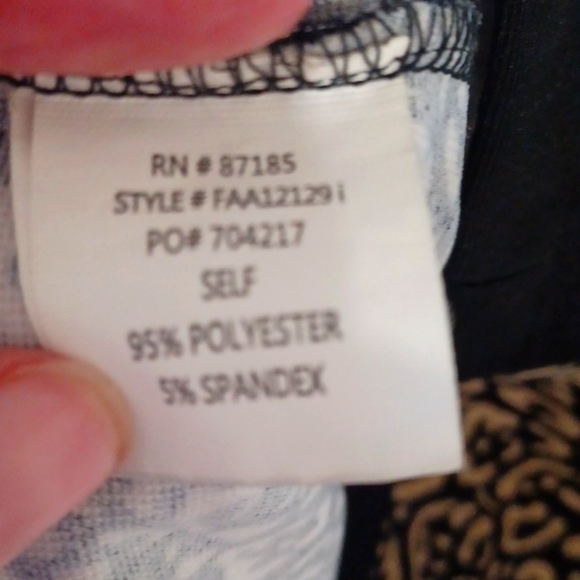 RN # 87185
STYLE # FAA12129 i
PO# 704217
SELF
95% POLYESTER
5% SPANDEX